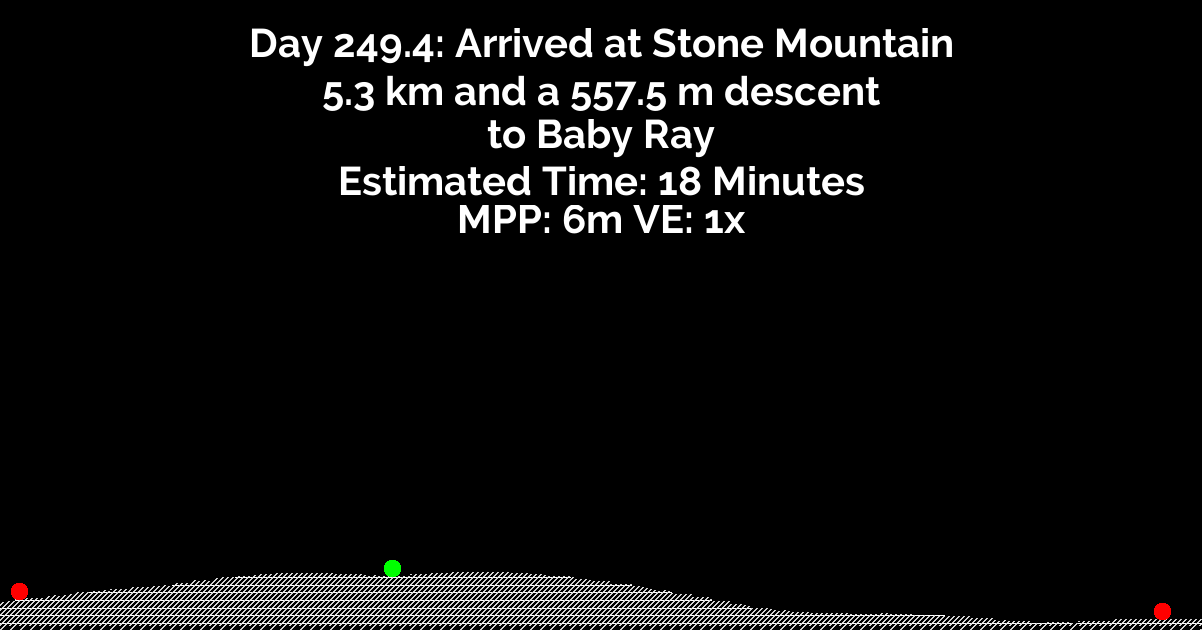 Day 249.4: Arrived at Stone Mountain
5.3 km and a 557.5 m descent
to Baby Ray
Estimated Time: 18 Minutes
MPP: 6m VE: 1x